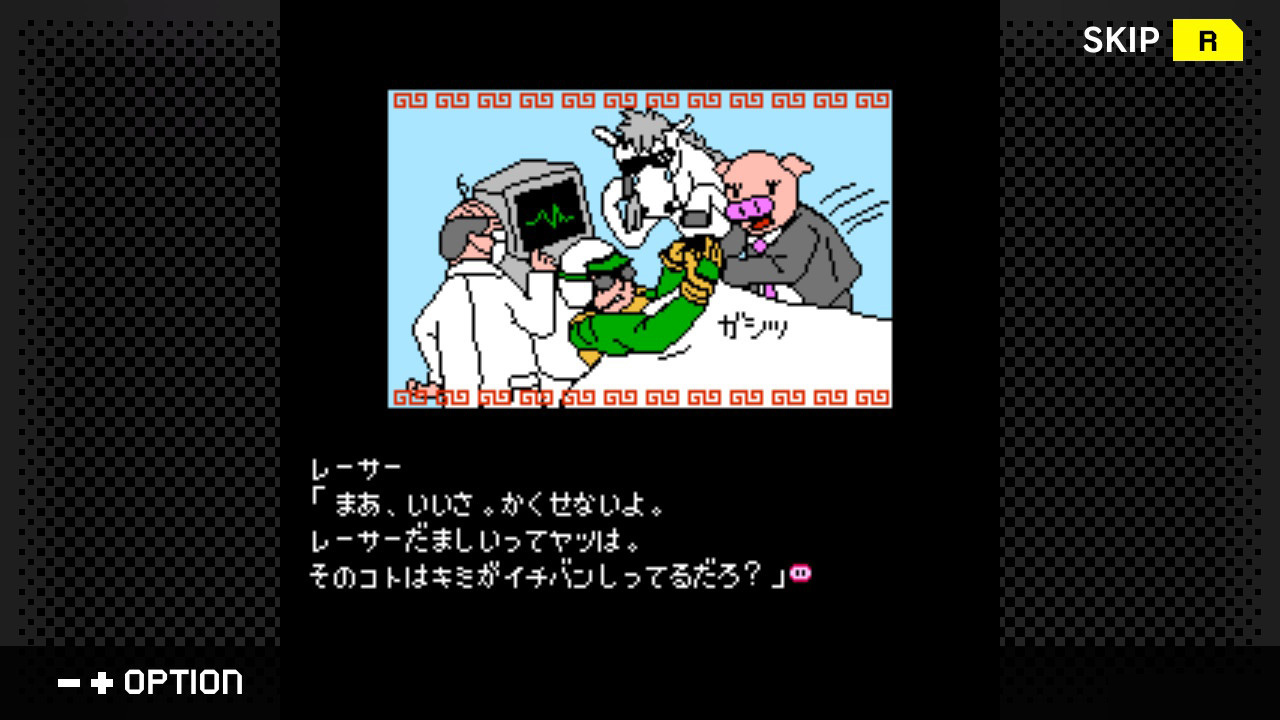 SKIP R
ガシッ
レーサー
「まあ、いいさ。かくせないよ。
レーサーだましいってヤツは。
そのコトはキミがイチバンしってるだろ?」
− + OPTION